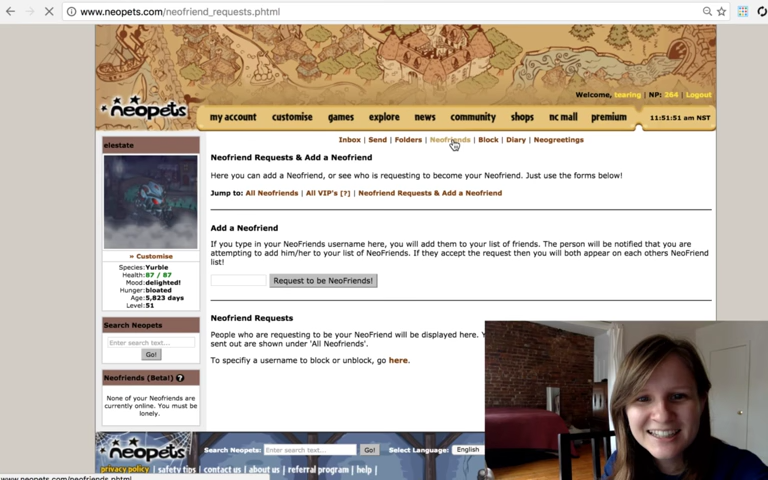 www.neopets.com/neofriend_requests.phtml
Welcome, tearing | NP: 264 | Logout
neopets
my account customise games explore news community shops nc mall premium 11:51:51 am NST
Inbox | Send | Folders | Neofriends | Block | Diary | Neogreetings
elestate
» Customise
Species: Yurble
Health: 87 / 87
Mood: delighted!
Hunger: bloated
Age: 5,823 days
Level: 51
Search Neopets
Enter search text...
Go!
Neofriends (Beta!) ?
None of your Neofriends are
currently online. You must be
lonely.
Neofriend Requests & Add a Neofriend
Here you can add a Neofriend, or see who is requesting to become your Neofriend. Just use the forms below!
Jump to: All Neofriends | All VIP's [?] | Neofriend Requests & Add a Neofriend
Add a Neofriend
If you type in your NeoFriends username here, you will add them to your list of friends. The person will be notified that you are
attempting to add him/her to your list of NeoFriends. If they accept the request then you will both appear on each others NeoFriend
list!
Request to be NeoFriends!
Neofriend Requests
People who are requesting to be your NeoFriend will be displayed here. Y
sent out are shown under 'All Neofriends'.
To specifiy a username to block or unblock, go here.
neopets
Search Neopets: Enter search text... Go! Select Language: English
privacy policy | safety tips | contact us | about us | referral program | help |
www.neopets.com/neofriends.phtml